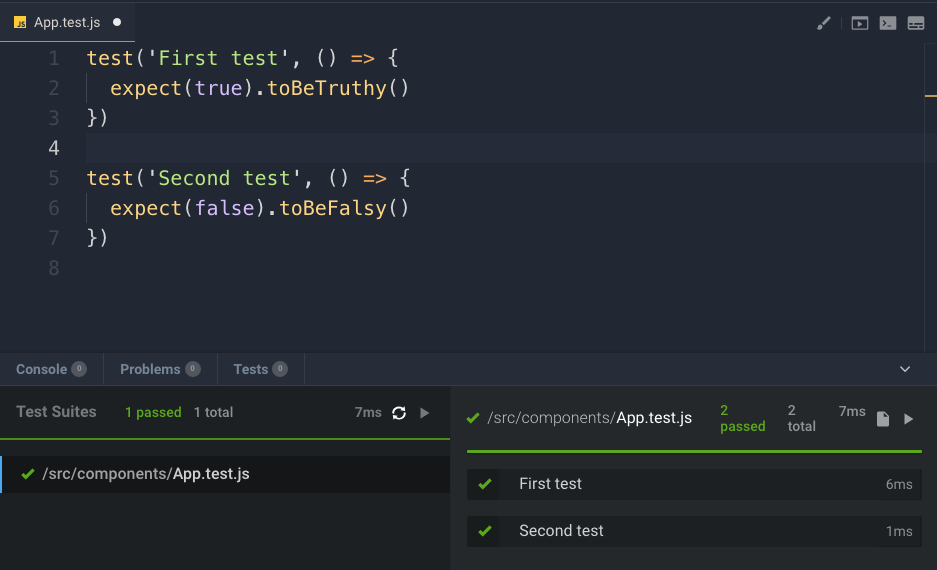 JS App.test.js
1 test('First test', () => {
2 expect(true).toBeTruthy()
3 })
4
5 test('Second test', () => {
6 expect(false).toBeFalsy()
7 })
8
Console 0 Problems 0 Tests 0
Test Suites 1 passed 1 total 7ms
/src/components/App.test.js
/src/components/App.test.js 2 passed 2 total 7ms
First test 6ms
Second test 1ms